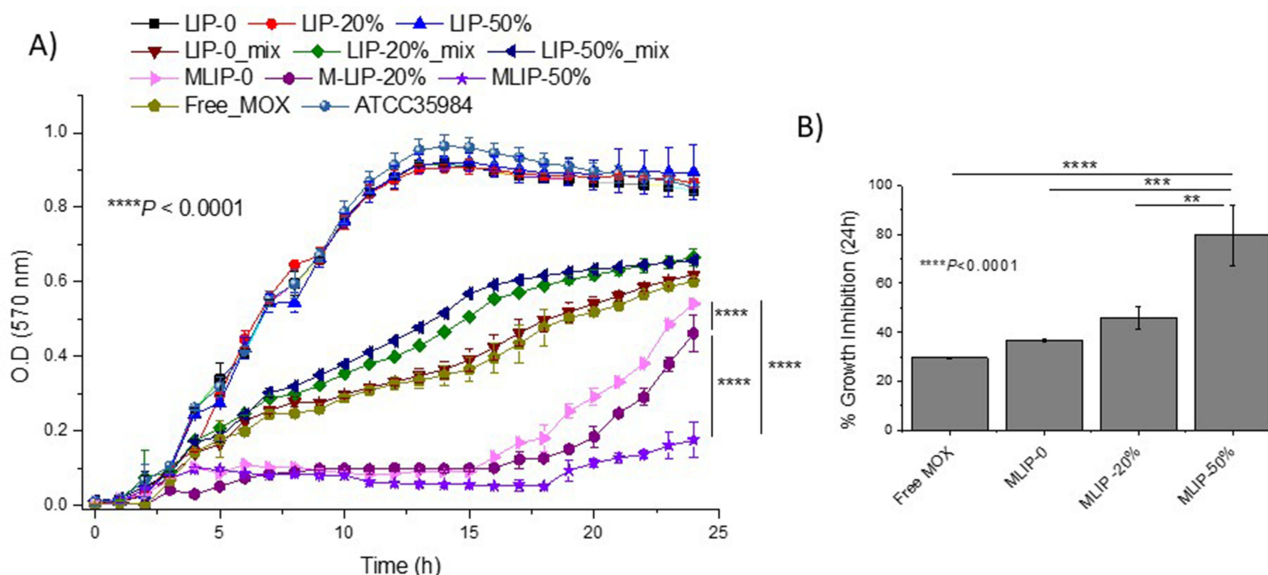 A)
LIP-0 LIP-20% LIP-50%
LIP-0_mix LIP-20%_mix LIP-50%_mix
MLIP-0 M-LIP-20% MLIP-50%
Free_MOX ATCC35984
1.0
0.8
0.6
0.4
0.2
0.0
O.D (570 nm)
****P < 0.0001
****
****
****
0 5 10 15 20 25
Time (h)
B)
****
***
**
100
80
60
40
20
0
% Growth Inhibition (24h)
****P<0.0001
Free MOX
MLIP-0
MLIP-20%
MLIP-50%